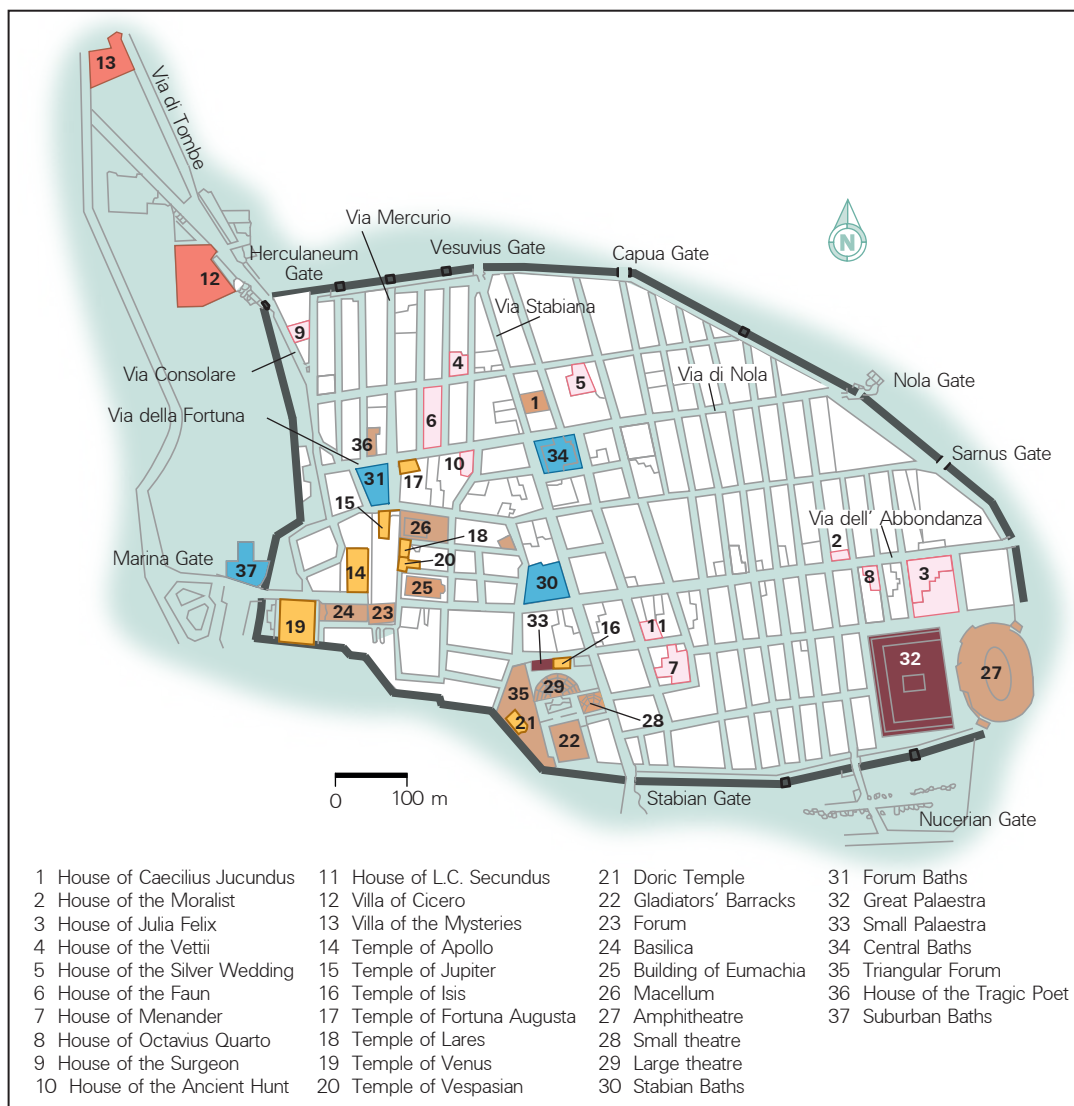 13
Via di Tombe
Via Mercurio
N
Herculaneum
Gate
Vesuvius Gate
Capua Gate
12
Via Stabiana
9
4
Via Consolare
5
Via di Nola
Nola Gate
1
Via della Fortuna
6
36
10
34
Sarnus Gate
31
17
15
26
18
Via dell’ Abbondanza
2
Marina Gate
20
37
14
30
8
3
25
24
23
33
16
11
19
7
32
27
35
29
21
28
22
0
100 m
Stabian Gate
Nucerian Gate
1 House of Caecilius Jucundus
2 House of the Moralist
3 House of Julia Felix
4 House of the Vettii
5 House of the Silver Wedding
6 House of the Faun
7 House of Menander
8 House of Octavius Quarto
9 House of the Surgeon
10 House of the Ancient Hunt
11 House of L.C. Secundus
12 Villa of Cicero
13 Villa of the Mysteries
14 Temple of Apollo
15 Temple of Jupiter
16 Temple of Isis
17 Temple of Fortuna Augusta
18 Temple of Lares
19 Temple of Venus
20 Temple of Vespasian
21 Doric Temple
22 Gladiators’ Barracks
23 Forum
24 Basilica
25 Building of Eumachia
26 Macellum
27 Amphitheatre
28 Small theatre
29 Large theatre
30 Stabian Baths
31 Forum Baths
32 Great Palaestra
33 Small Palaestra
34 Central Baths
35 Triangular Forum
36 House of the Tragic Poet
37 Suburban Baths